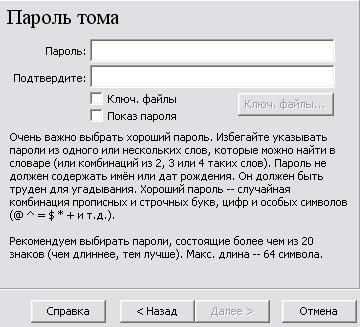 Пароль тома
Пароль:
Подтвердите:
Ключ. файлы
Ключ. файлы...
Показ пароля
Очень важно выбрать хороший пароль. Избегайте указывать
пароли из одного или нескольких слов, которые можно найти в
словаре (или комбинаций из 2, 3 или 4 таких слов). Пароль не
должен содержать имён или дат рождения. Он должен быть
труден для угадывания. Хороший пароль -- случайная
комбинация прописных и строчных букв, цифр и особых символов
(@ ^ = $ * + и т.д.).
Рекомендуем выбирать пароли, состоящие более чем из 20
знаков (чем длиннее, тем лучше). Макс. длина -- 64 символа.
Справка
< Назад
Далее >
Отмена